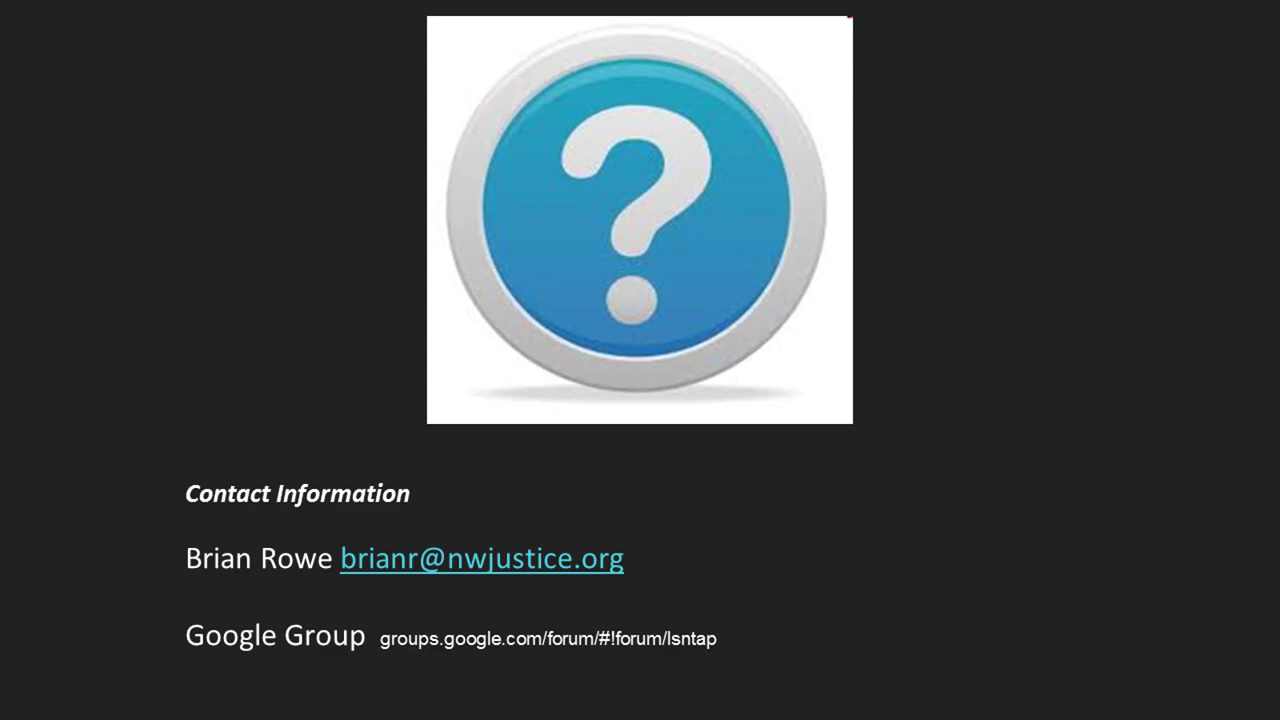 ?
Contact Information
Brian Rowe brianr@nwjustice.org
Google Group groups.google.com/forum/#!forum/lsntap